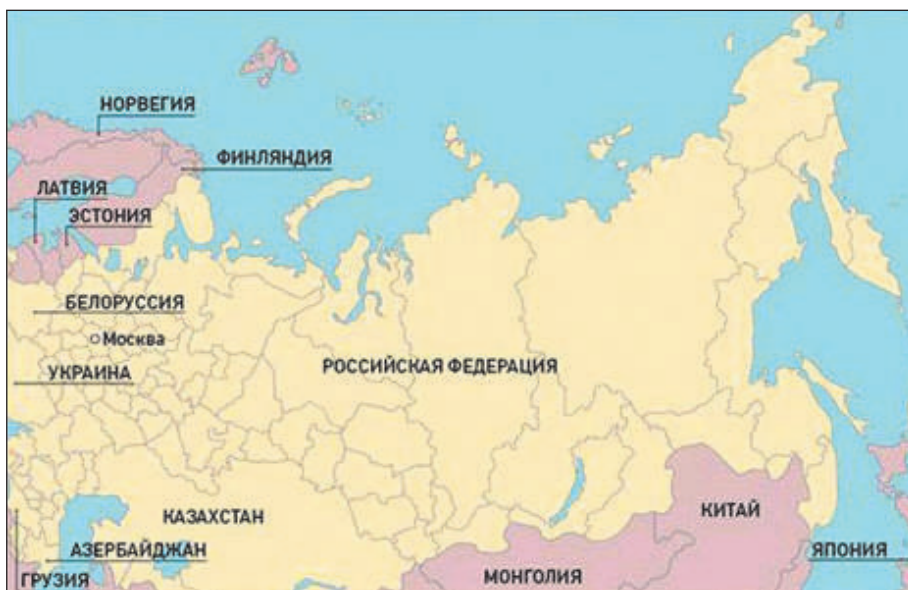 НОРВЕГИЯ
ФИНЛЯНДИЯ
ЛАТВИЯ
ЭСТОНИЯ
БЕЛОРУССИЯ
Москва
РОССИЙСКАЯ ФЕДЕРАЦИЯ
УКРАИНА
КАЗАХСТАН
КИТАЙ
АЗЕРБАЙДЖАН
ЯПОНИЯ
ГРУЗИЯ
МОНГОЛИЯ